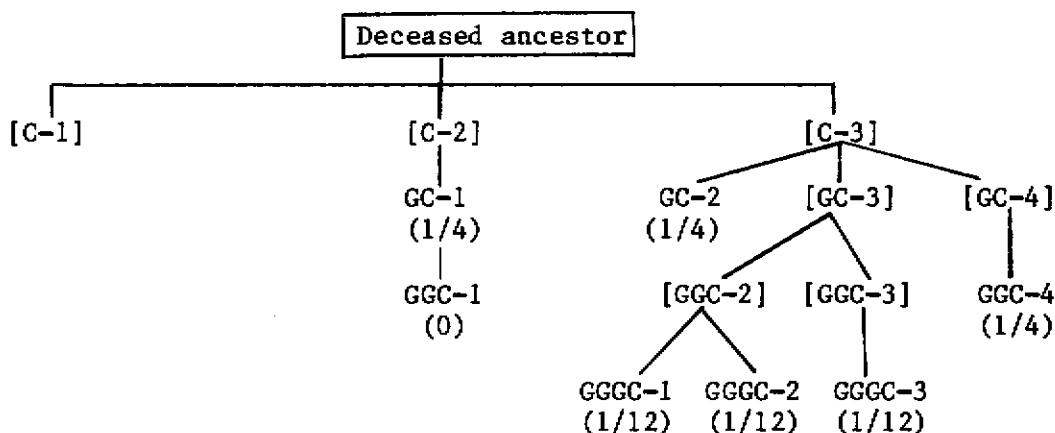 Deceased ancestor
[C-1] [C-2] [C-3]
GC-1 GC-2 [GC-3] [GC-4]
(1/4) (1/4)
GGC-1 [GGC-2] [GGC-3] GGC-4
(0) (1/4)
GGGC-1 GGGC-2 GGGC-3
(1/12) (1/12) (1/12)